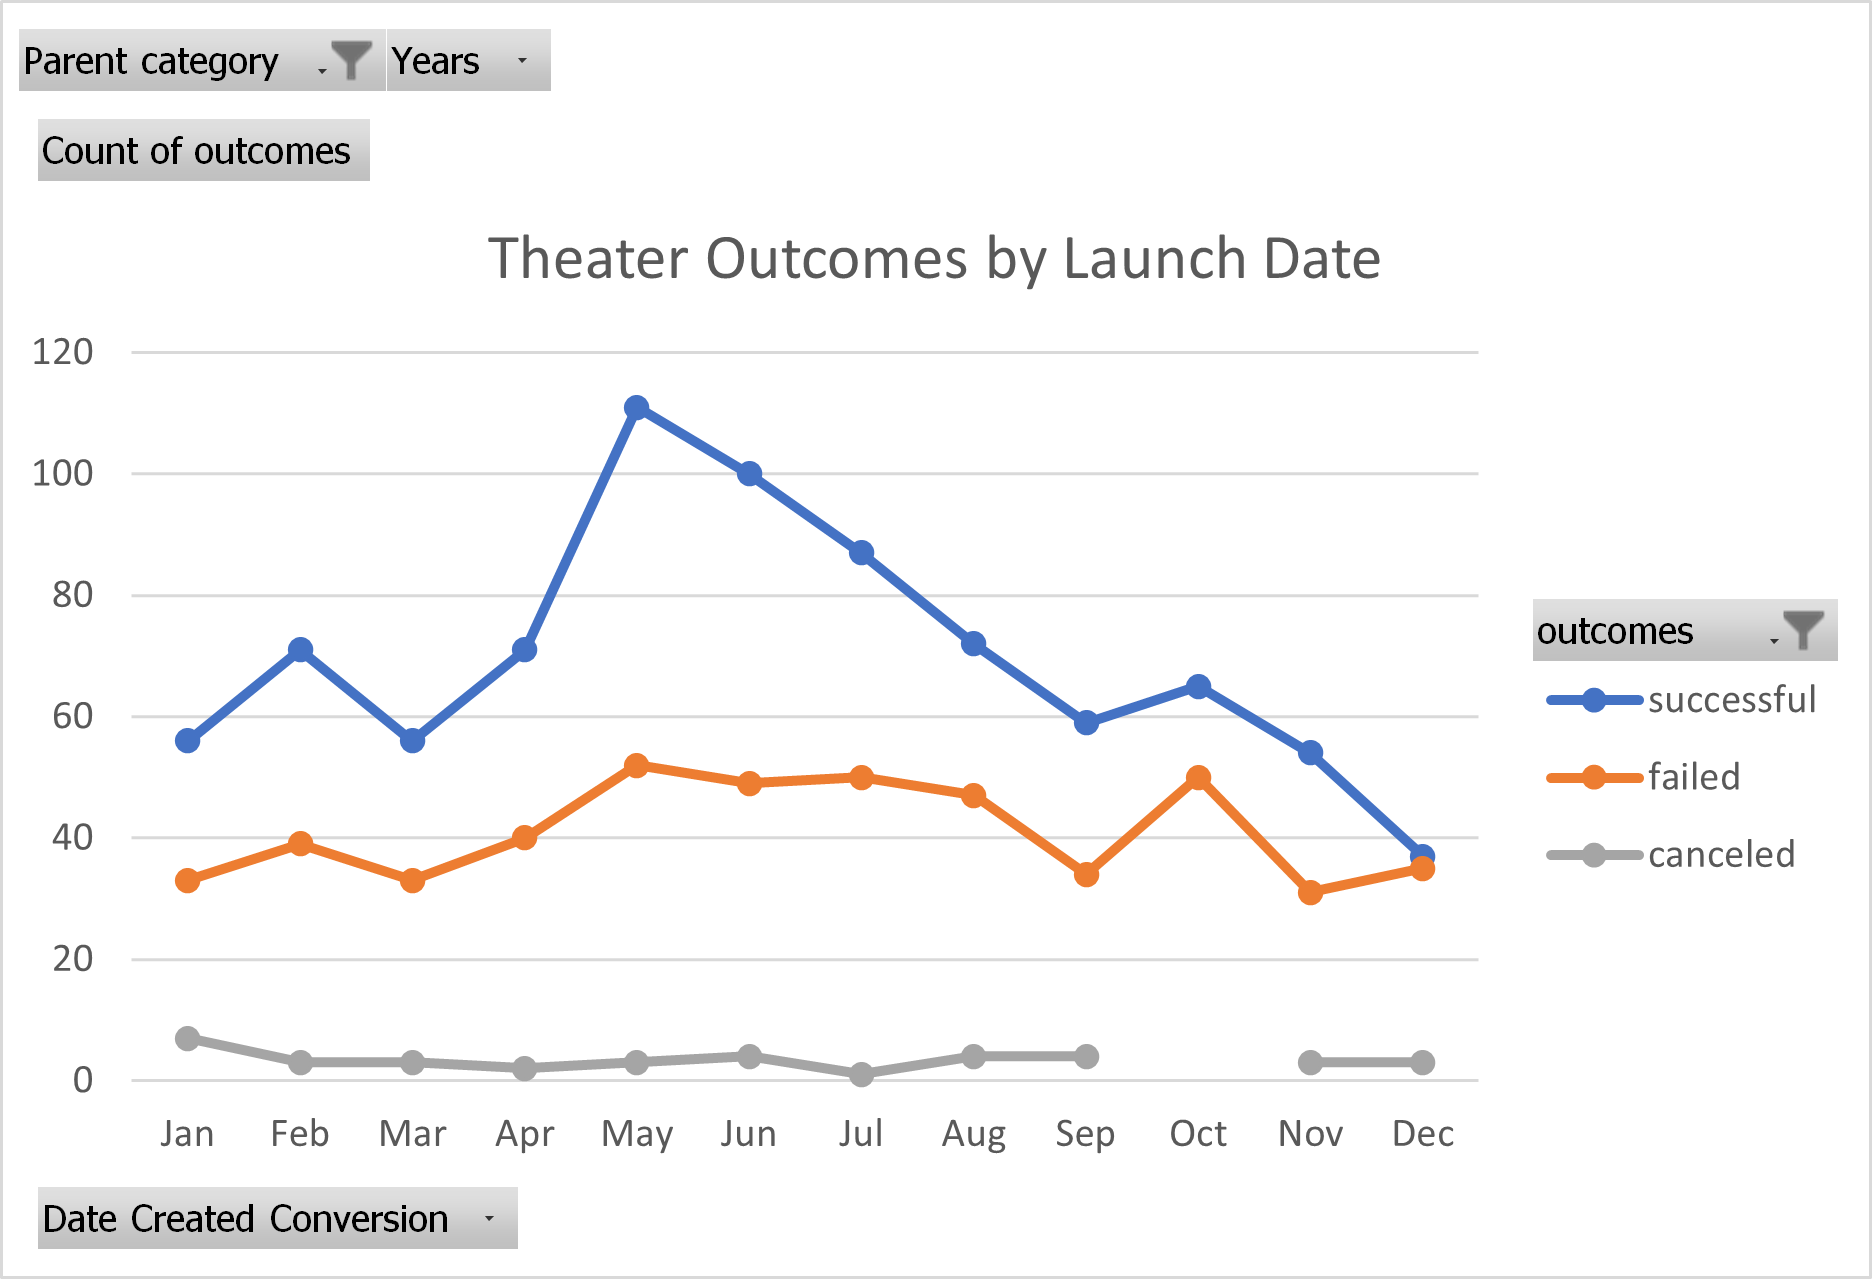 Parent category Years
Count of outcomes
Theater Outcomes by Launch Date
120
100
80
60
40
20
0
Jan Feb Mar Apr May Jun Jul Aug Sep Oct Nov Dec
outcomes
successful
failed
canceled
Date Created Conversion